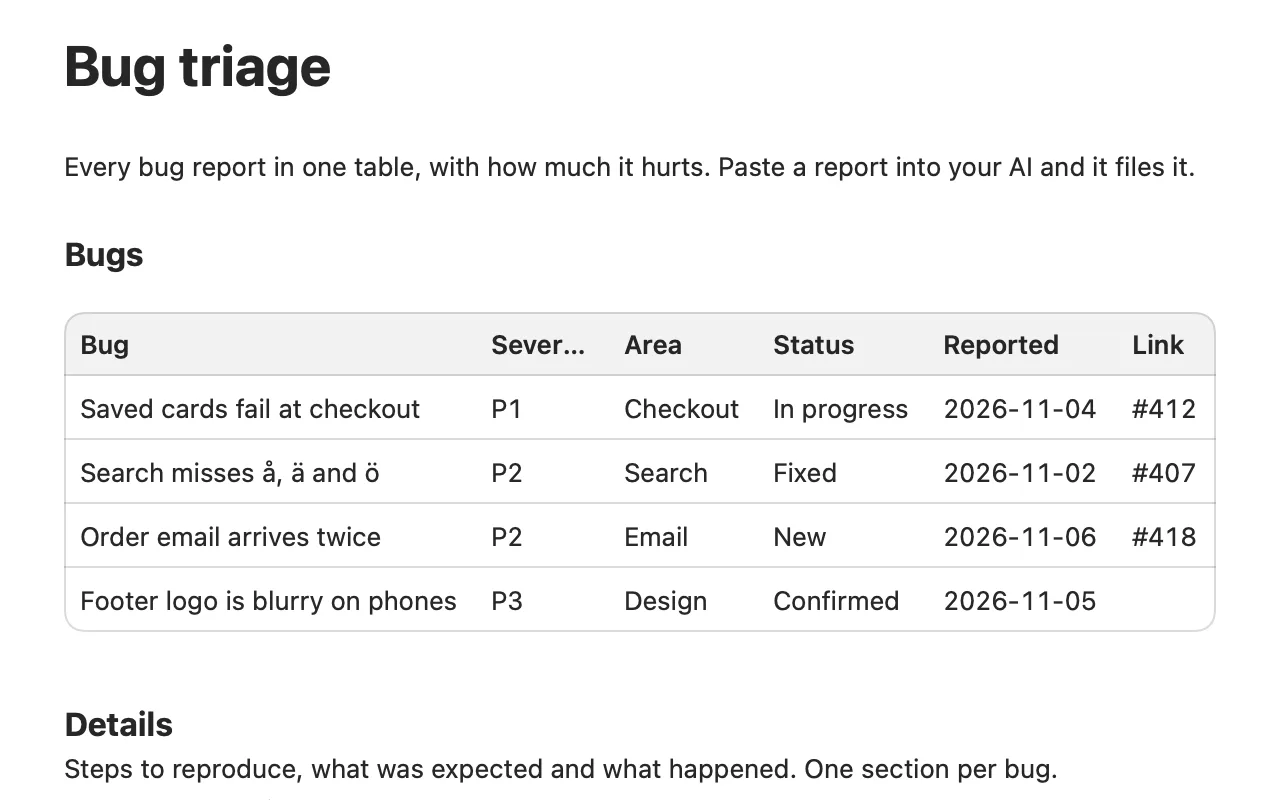 Bug triage
Every bug report in one table, with how much it hurts. Paste a report into your AI and it files it.
Bugs
Bug Sever... Area Status Reported Link
Saved cards fail at checkout P1 Checkout In progress 2026-11-04 #412
Search misses å, ä and ö P2 Search Fixed 2026-11-02 #407
Order email arrives twice P2 Email New 2026-11-06 #418
Footer logo is blurry on phones P3 Design Confirmed 2026-11-05
Details
Steps to reproduce, what was expected and what happened. One section per bug.